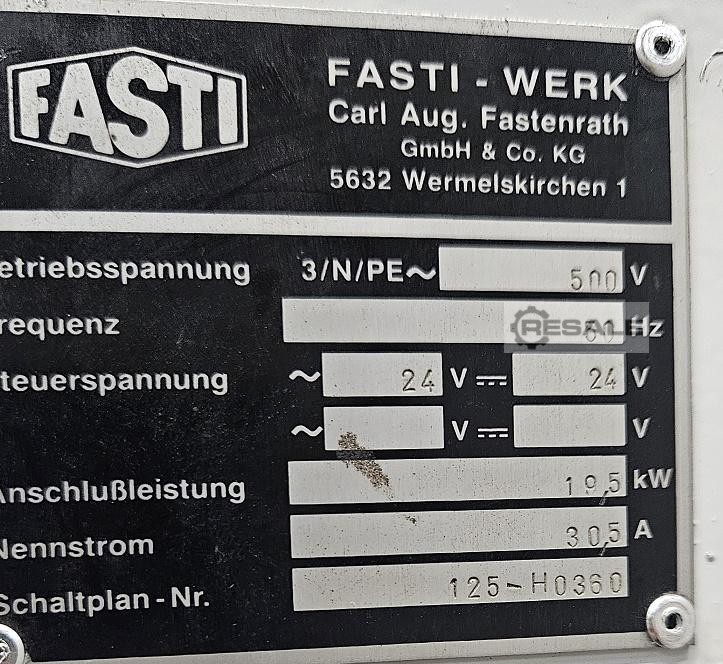 FASTI
FASTI - WERK
Carl Aug. Fastenrath
GmbH & Co. KG
5632 Wermelskirchen 1
etriebsspannung 3/N/PE~ 500 V
requenz Hz
RESALE
teuerspannung ~ 24 V ⎓ 24 V
~ V ⎓ V
Anschlußleistung 19,5 kW
Nennstrom 30,5 A
Schaltplan - Nr. 125-H0360